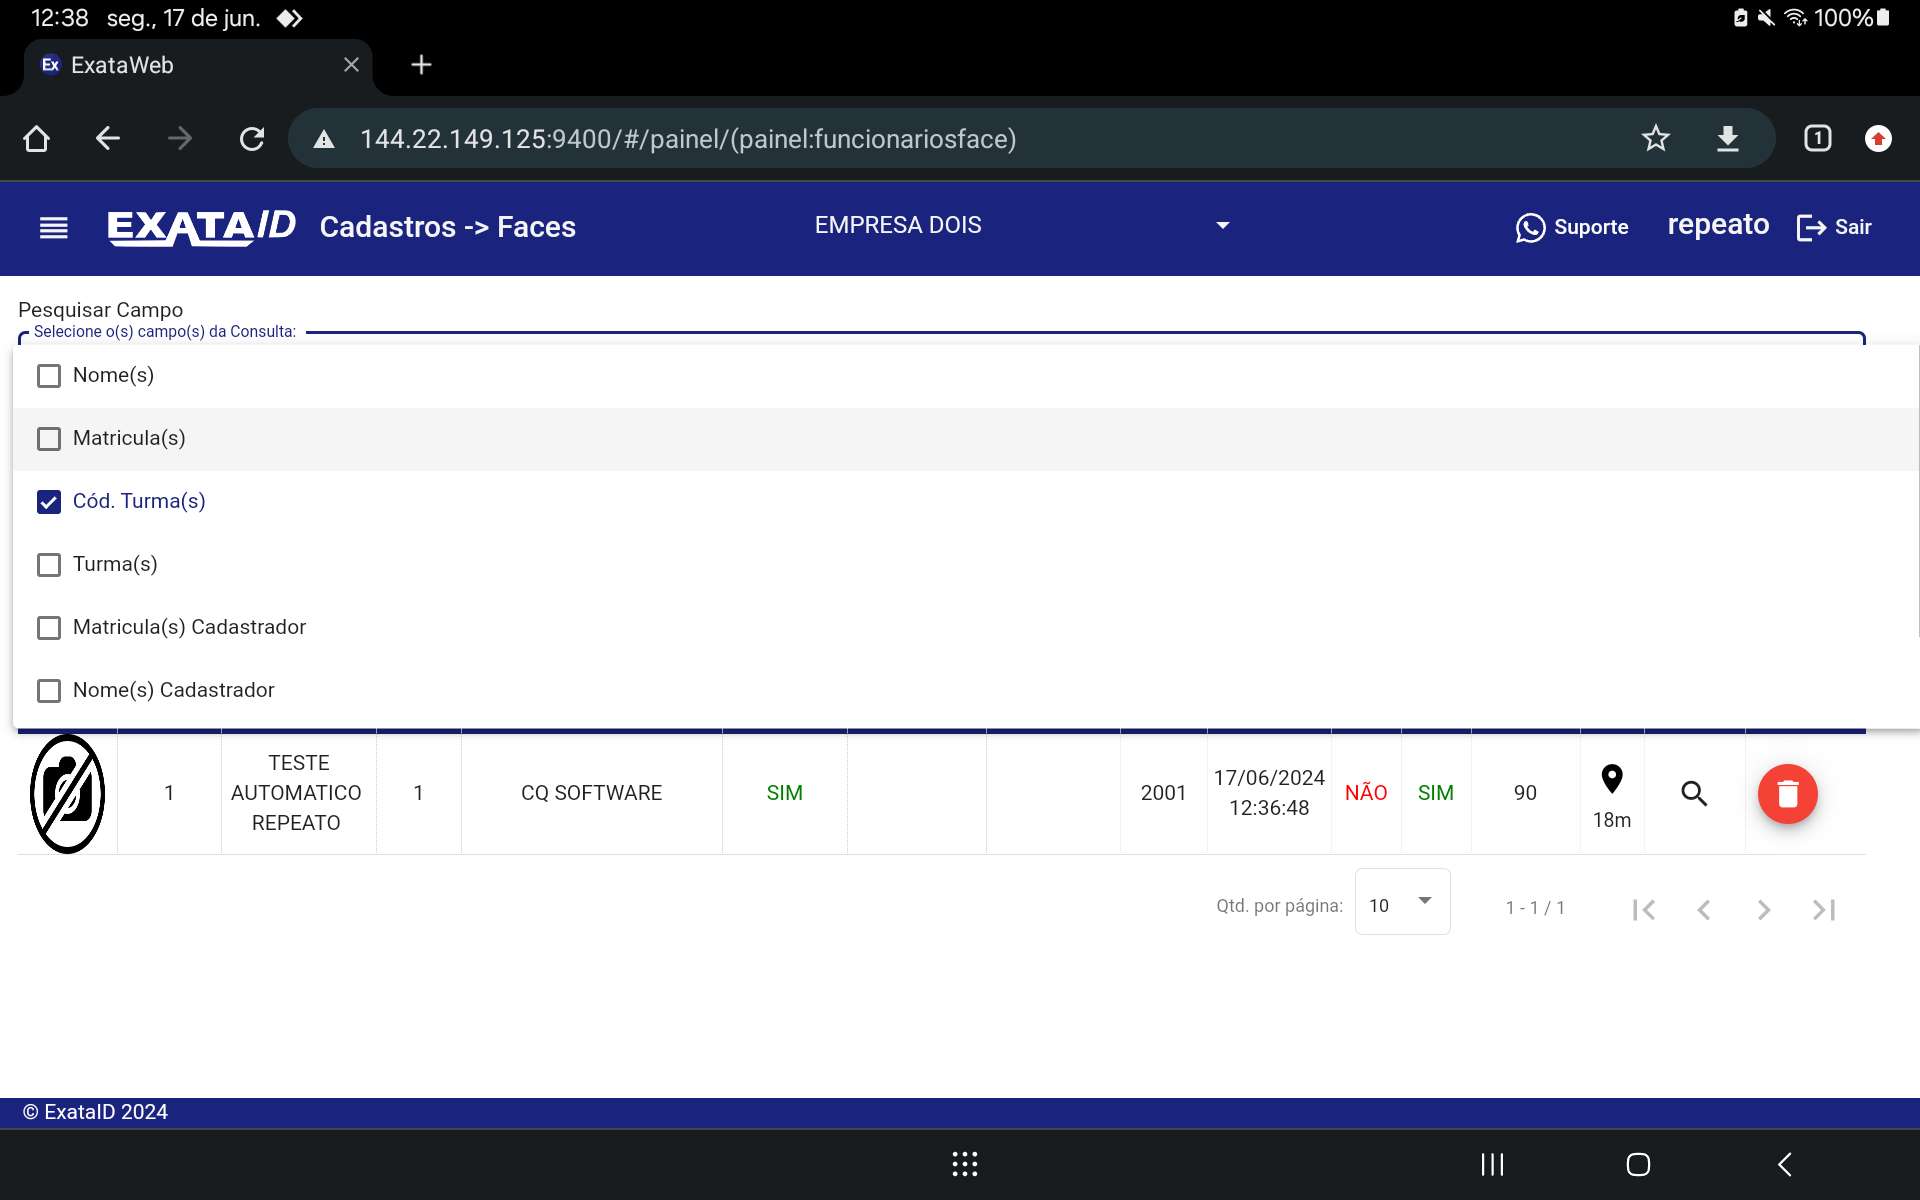 12:38 seg., 17 de jun. 100%
Ex ExataWeb
144.22.149.125:9400/#/painel/(painel:funcionariosface) 1
EXATAID Cadastros -> Faces EMPRESA DOIS Suporte repeato Sair
Pesquisar Campo
Selecione o(s) campo(s) da Consulta:
Nome(s)
Matricula(s)
Cód. Turma(s)
Turma(s)
Matricula(s) Cadastrador
Nome(s) Cadastrador
1 TESTE AUTOMATICO REPEATO 1 CQ SOFTWARE SIM 2001 17/06/2024 12:36:48 NÃO SIM 90 18m
Qtd. por página: 10 1 - 1 / 1
© ExataID 2024